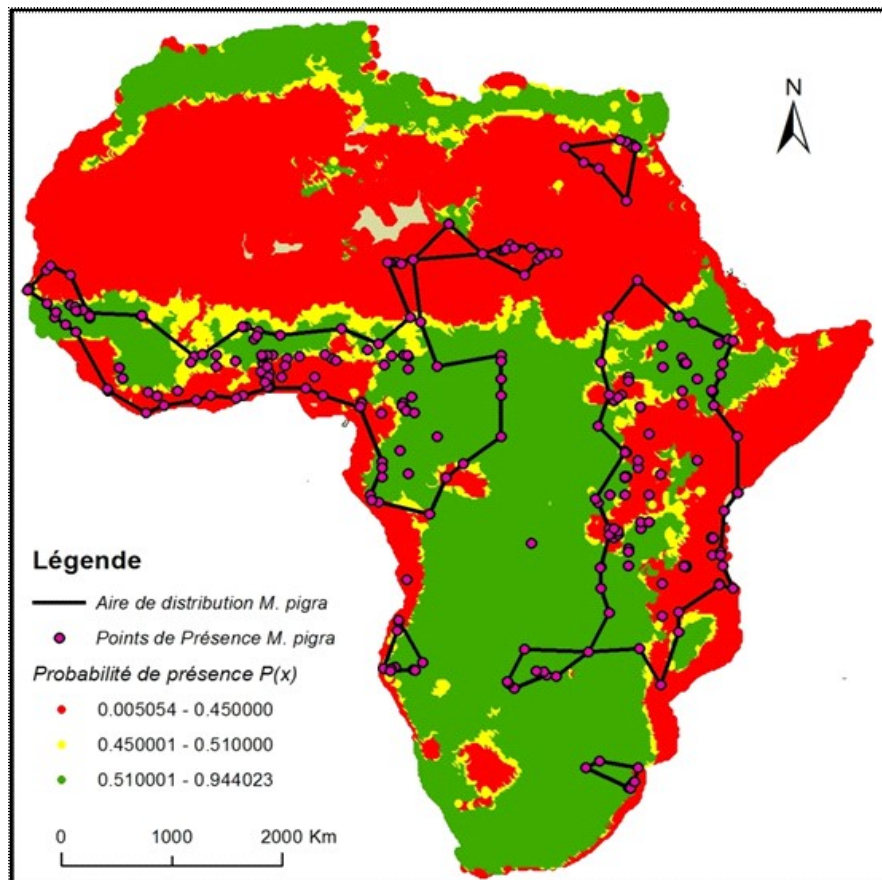 N
Légende
Aire de distribution M. pigra
Points de Présence M. pigra
Probabilité de présence P(x)
0.005054 - 0.450000
0.450001 - 0.510000
0.510001 - 0.944023
0 1000 2000 Km